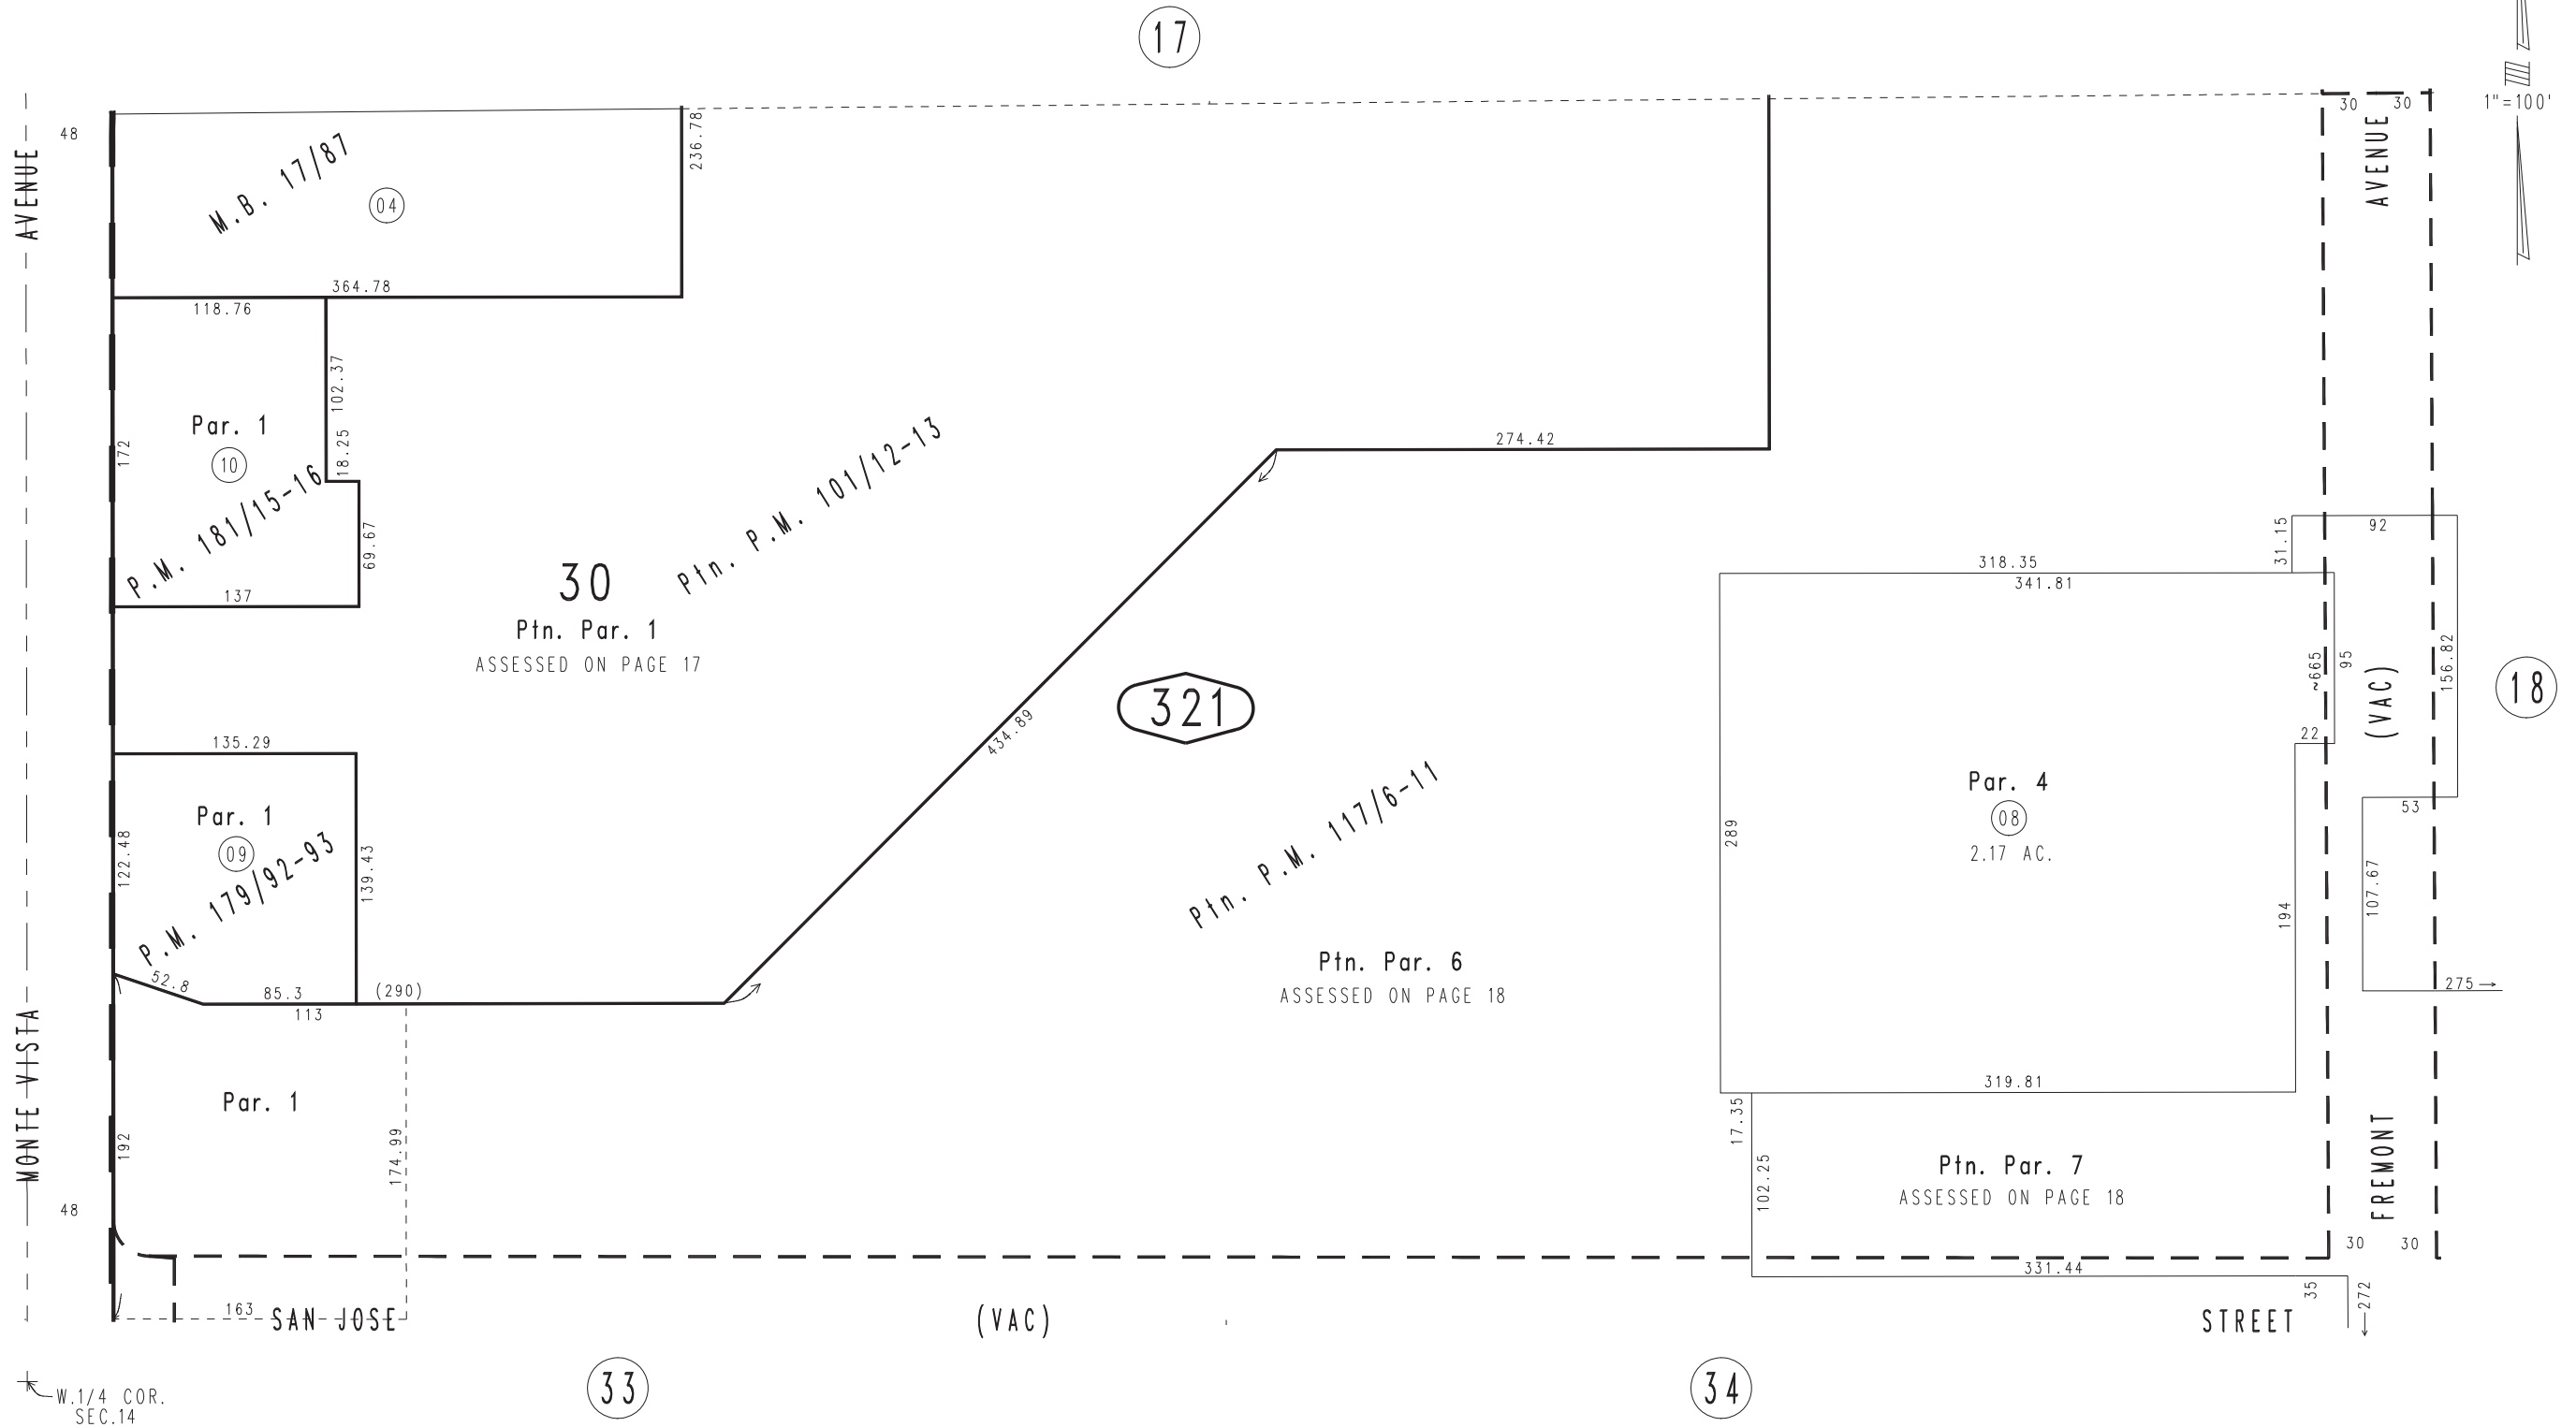 17
1"=100'
30 30
48
AVENUE
AVENUE
236.78
M.B. 17/87
04
364.78
118.76
102.37
18.25
172
Par. 1
10
P.M. 181/15-16
69.67
137
30
Ptn. Par. 1
ASSESSED ON PAGE 17
Ptn. P.M. 101/12-13
274.42
434.89
321
31.15
92
318.35
341.81
~665
95
(VAC)
156.82
18
22
53
135.29
Par. 1
09
P.M. 179/92-93
122.48
139.43
52.8
85.3
(290)
113
Par. 4
08
2.17 AC.
289
194
107.67
275
Ptn. P.M. 117/6-11
Ptn. Par. 6
ASSESSED ON PAGE 18
319.81
17.35
102.25
Ptn. Par. 7
ASSESSED ON PAGE 18
MONTE VISTA
Par. 1
192
174.99
48
FREMONT
30 30
331.44
35
272
163
SAN JOSE
(VAC)
STREET
33
34
W.1/4 COR.
SEC.14